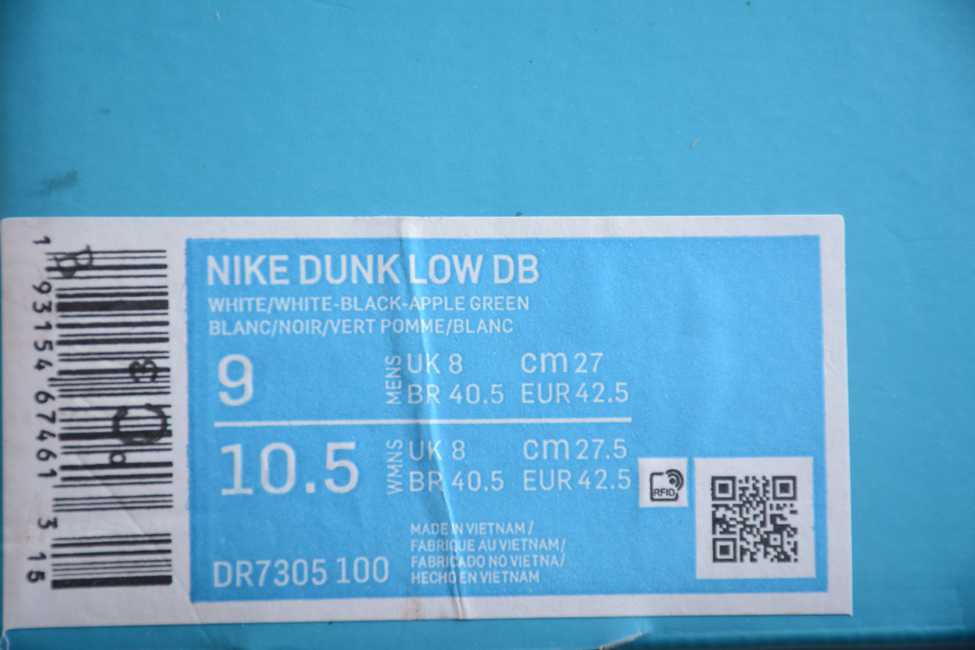 NIKE DUNK LOW DB
WHITE/WHITE-BLACK-APPLE GREEN
BLANC/NOIR/VERT POMME/BLANC
9 MENS UK 8 cm 27
BR 40.5 EUR 42.5
10.5 WMNS UK 8 cm 27.5
BR 40.5 EUR 42.5
RFID
MADE IN VIETNAM/
FABRIQUE AU VIETNAM/
FABRICADO NO VIETNA/
HECHO EN VIETNAM
DR7305 100
1 93154 67461 3 15